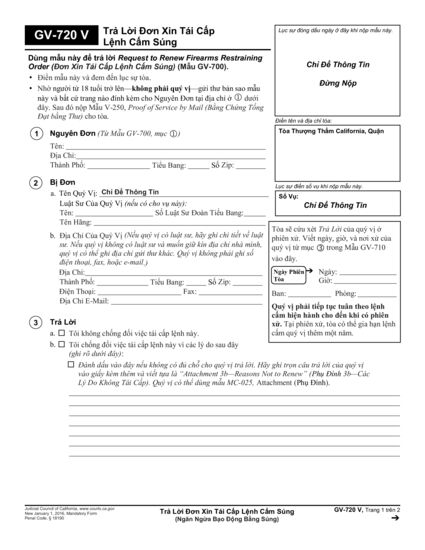 GV-720 V
Trả Lời Đơn Xin Tái Cấp
Lệnh Cấm Súng
Lục sự đóng dấu ngày ở đây khi nộp mẫu này.
Chỉ Để Thông Tin
Đừng Nộp
Dùng mẫu này để trả lời Request to Renew Firearms Restraining
Order (Đơn Xin Tái Cấp Lệnh Cấm Súng) (Mẫu GV-700).
• Điền mẫu này và đem đến lục sự tòa.
• Nhờ người từ 18 tuổi trở lên—không phải quý vị—gửi thư bản sao mẫu
này và bất cứ trang nào đính kèm cho Nguyên Đơn tại địa chỉ ở ① dưới
đây. Sau đó nộp Mẫu V-250, Proof of Service by Mail (Bằng Chứng Tống
Đạt bằng Thư) cho tòa.
Điền tên và địa chỉ tòa:
Tòa Thượng Thẩm California, Quận
1 Nguyên Đơn (Từ Mẫu GV-700, mục ①)
Tên:
Địa Chỉ:
Thành Phố: Tiểu Bang: Số Zip:
2 Bị Đơn
a. Tên Quý Vị: Chỉ Để Thông Tin
Luật Sư Của Quý Vị (nếu có cho vụ này):
Tên: Số Luật Sư Đoàn Tiểu Bang:
Tên Hãng:
Lục sự điền số vụ khi nộp mẫu này.
Số Vụ:
Chỉ Để Thông Tin
b. Địa Chỉ Của Quý Vị (Nếu quý vị có luật sư, hãy ghi chi tiết về luật
sư. Nếu quý vị không có luật sư và muốn giữ kín địa chỉ nhà mình,
quý vị có thể ghi địa chỉ gửi thư khác. Quý vị không phải ghi số
điện thoại, fax, hoặc e-mail.)
Địa Chỉ:
Thành Phố: Tiểu Bang: Số Zip:
Điện Thoại: Fax:
Địa Chỉ E-Mail:
Tòa sẽ cứu xét Trả Lời của quý vị ở
phiên xử. Viết ngày, giờ, và nơi xử của
quý vị từ mục ③ trong Mẫu GV-710
vào đây.
Ngày Phiên Tòa → Ngày:
Giờ:
Ban: Phòng:
Quý vị phải tiếp tục tuân theo lệnh
cấm hiện hành cho đến khi có phiên
xử. Tại phiên xử, tòa có thể gia hạn lệnh
cấm quý vị thêm một năm.
3 Trả Lời
a. ☐ Tôi không chống đối việc tái cấp lệnh này.
b. ☐ Tôi chống đối việc tái cấp lệnh này vì các lý do sau đây
(ghi rõ dưới đây):
☐ Đánh dấu vào đây nếu không có đủ chỗ cho quý vị trả lời. Hãy ghi trọn câu trả lời của quý vị
vào giấy kèm thêm và viết tựa là “Attachment 3b—Reasons Not to Renew” (Phụ Đính 3b—Các
Lý Do Không Tái Cấp). Quý vị có thể dùng mẫu MC-025, Attachment (Phụ Đính).
Judicial Council of California, www.courts.ca.gov
New January 1, 2016, Mandatory Form
Penal Code, § 18190
Trả Lời Đơn Xin Tái Cấp Lệnh Cấm Súng
(Ngăn Ngừa Bạo Động Bằng Súng)
GV-720 V, Trang 1 trên 2
→